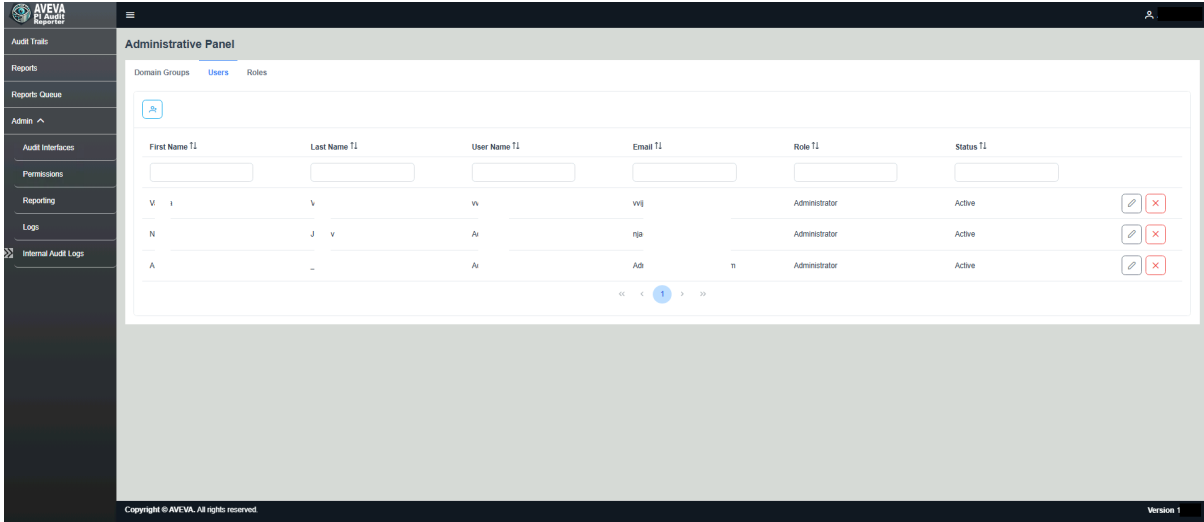 AVEVA
PI Audit
Reporter
Audit Trails
Reports
Reports Queue
Admin
Audit Interfaces
Permissions
Reporting
Logs
Internal Audit Logs
Administrative Panel
Domain Groups Users Roles
First Name Last Name User Name Email Role Status
Administrator Active
Administrator Active
Administrator Active
1
Copyright © AVEVA. All rights reserved. Version 1